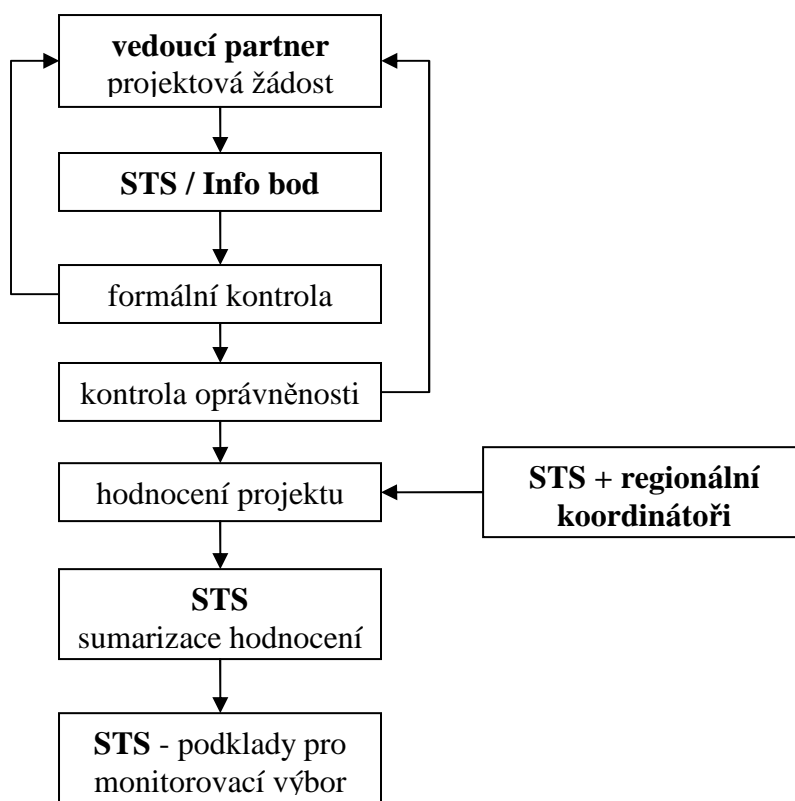 vedoucí partner
projektová žádost
STS / Info bod
formální kontrola
kontrola oprávněnosti
hodnocení projektu
STS + regionální
koordinátoři
STS
sumarizace hodnocení
STS - podklady pro
monitorovací výbor